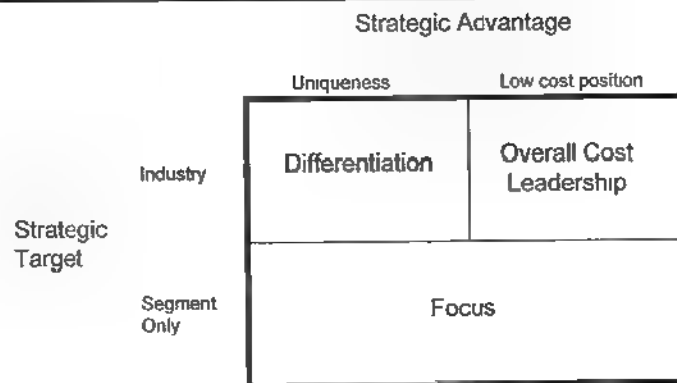 Strategic Advantage
Uniqueness
Low cost position
Industry
Differentiation
Overall Cost
Leadership
Strategic
Target
Segment
Only
Focus